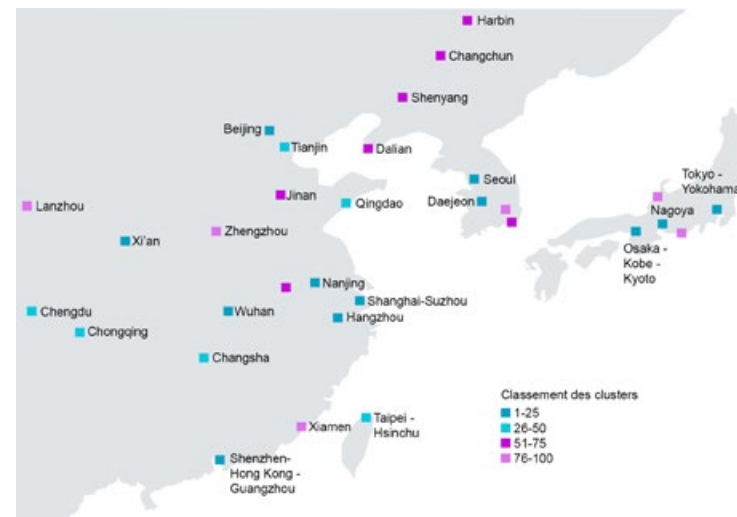 Harbin
Changchun
Shenyang
Beijing
Tianjin
Dalian
Seoul
Tokyo -
Yokohama
Jinan
Qingdao
Daejeon
Lanzhou
Nagoya
Zhengzhou
Xi'an
Osaka -
Kobe -
Kyoto
Nanjing
Shanghai-Suzhou
Chengdu
Wuhan
Hangzhou
Chongqing
Changsha
Classement des clusters
1-25
26-50
51-75
76-100
Taipei -
Hsinchu
Xiamen
Shenzhen-
Hong Kong -
Guangzhou